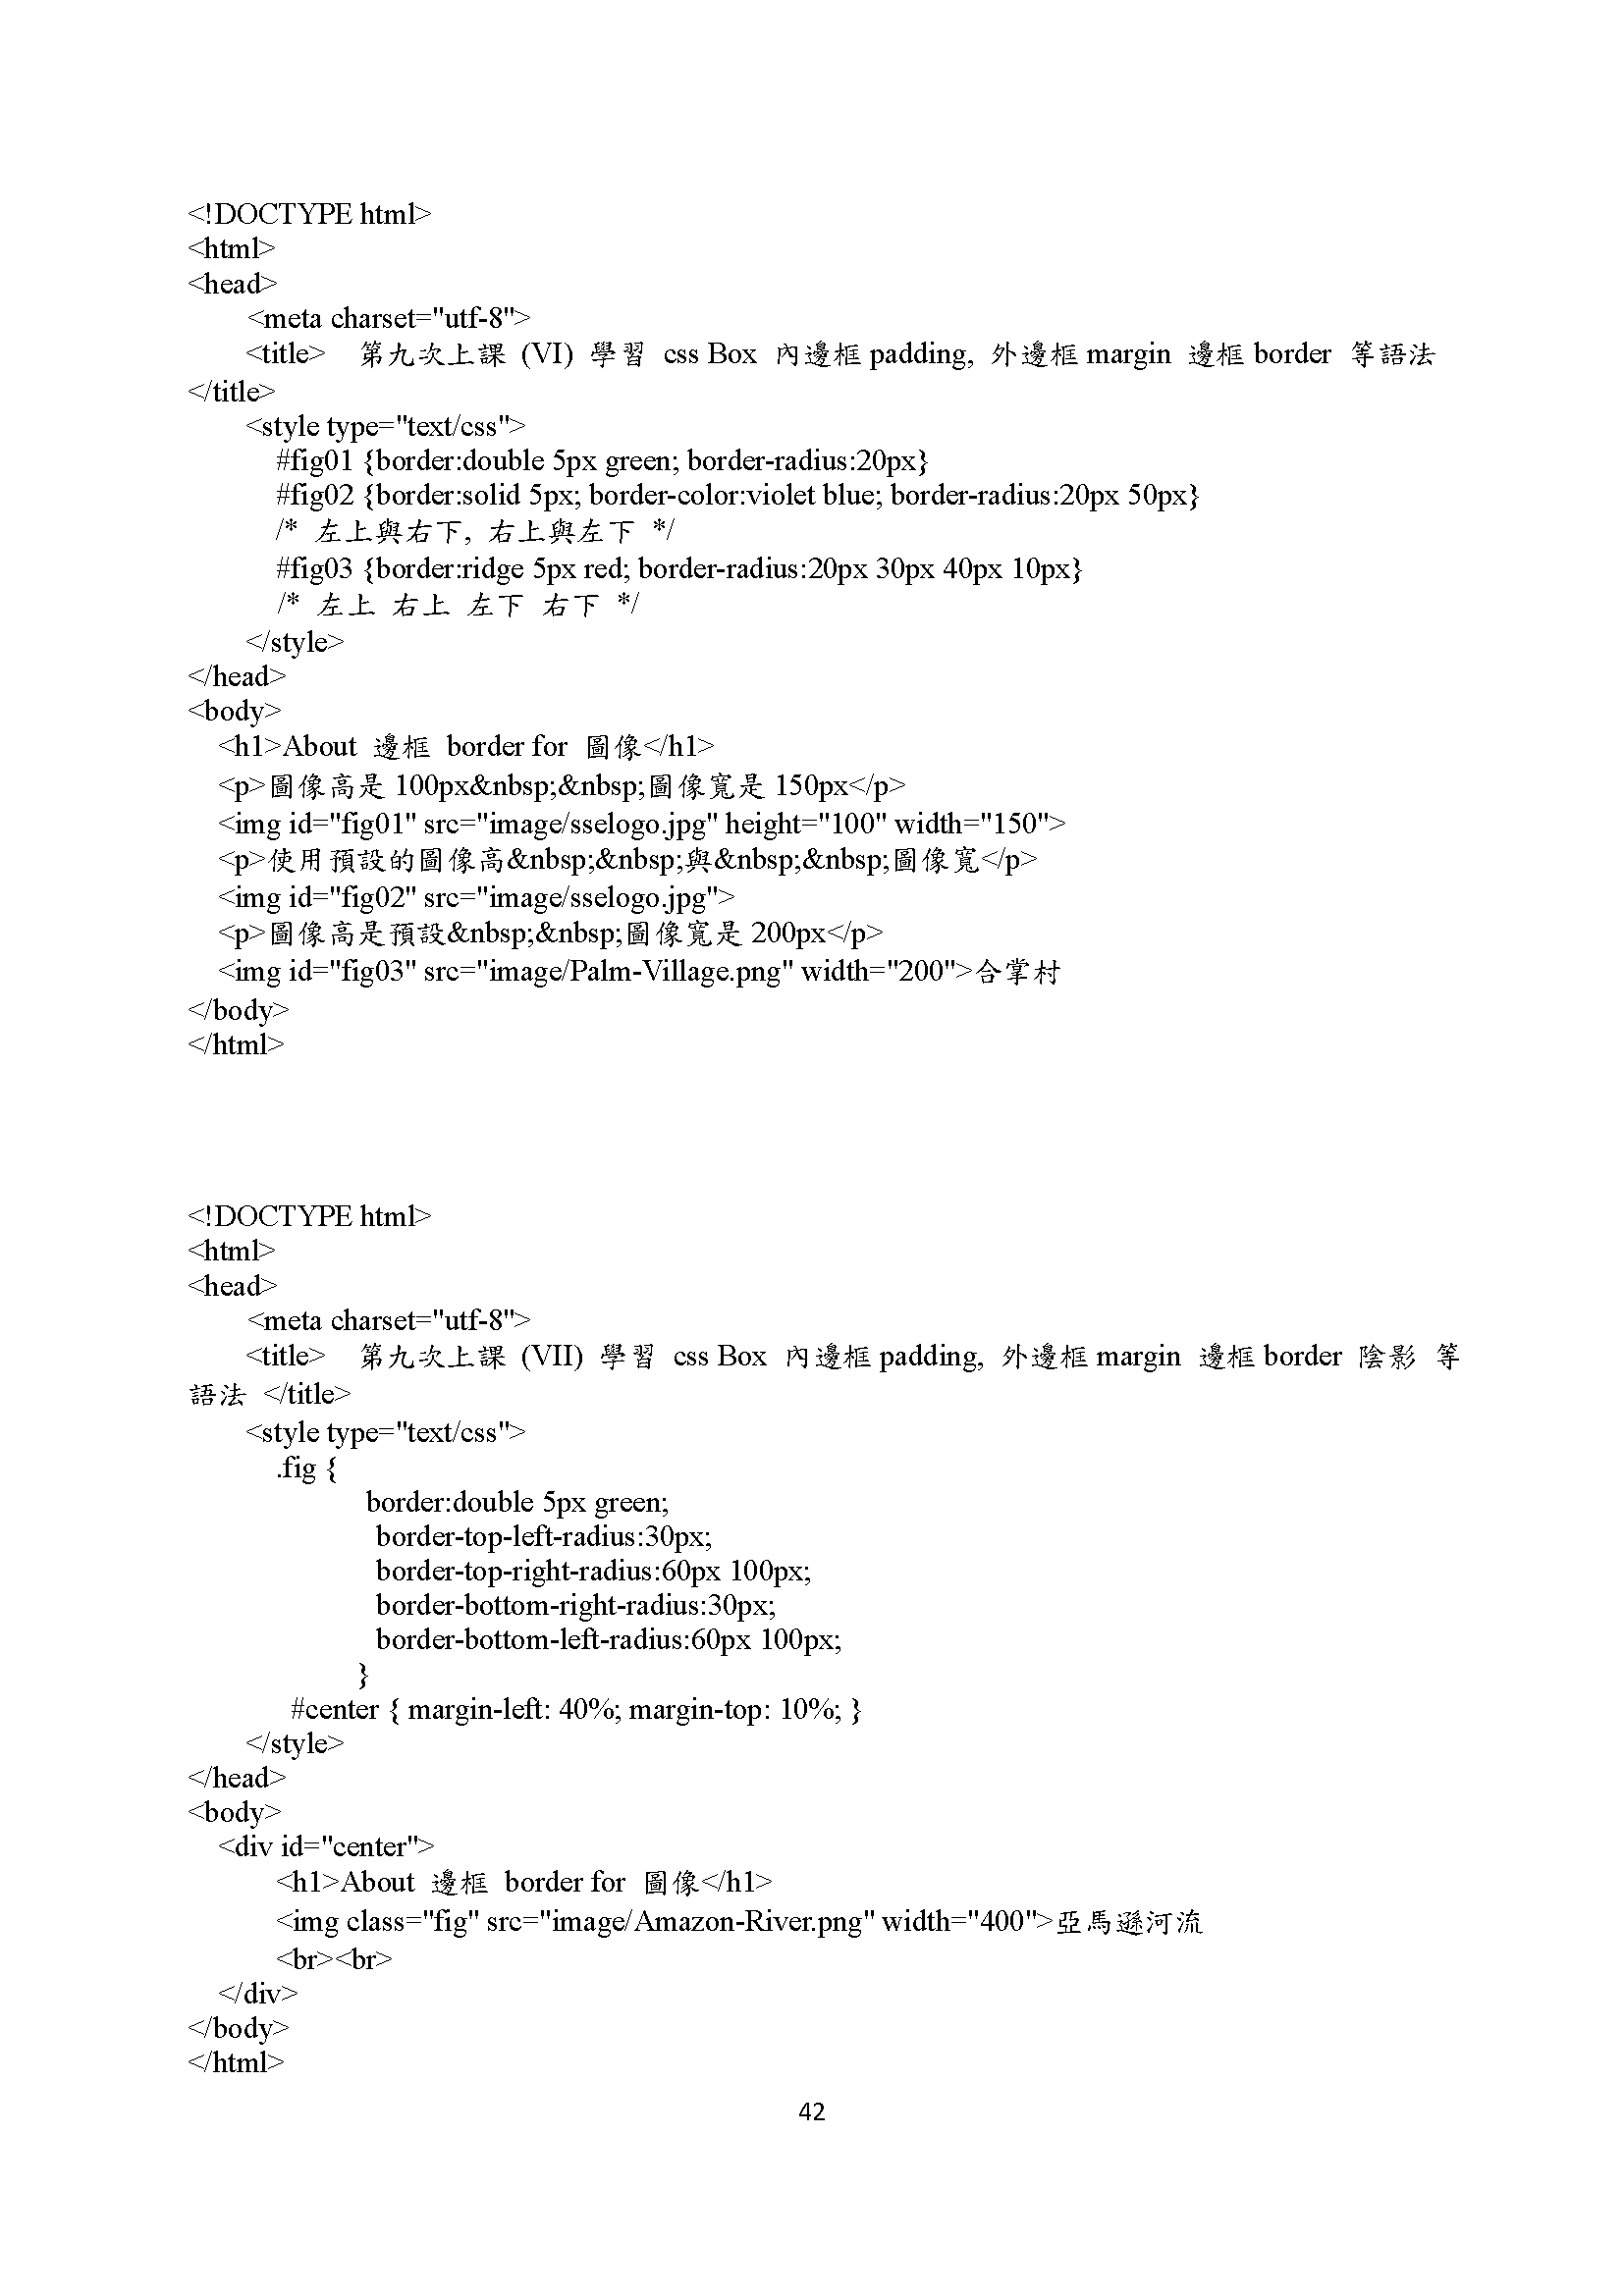 <!DOCTYPE html>
<html>
<head>
<meta charset="utf-8">
<title>  第九次上課 (VI) 學習 css Box 內邊框 padding, 外邊框 margin 邊框 border 等語法
</title>
<style type="text/css">
#fig01 {border:double 5px green; border-radius:20px}
#fig02 {border:solid 5px; border-color:violet blue; border-radius:20px 50px}
/* 左上與右下, 右上與左下 */
#fig03 {border:ridge 5px red; border-radius:20px 30px 40px 10px}
/* 左上 右上 左下 右下 */
</style>
</head>
<body>
<h1>About 邊框 border for 圖像</h1>
<p>圖像高是 100px&nbsp;&nbsp;圖像寬是 150px</p>
<img id="fig01" src="image/sselogo.jpg" height="100" width="150">
<p>使用預設的圖像高&nbsp;&nbsp;與&nbsp;&nbsp;圖像寬</p>
<img id="fig02" src="image/sselogo.jpg">
<p>圖像高是預設&nbsp;&nbsp;圖像寬是 200px</p>
<img id="fig03" src="image/Palm-Village.png" width="200">合掌村
</body>
</html>
<!DOCTYPE html>
<html>
<head>
<meta charset="utf-8">
<title>  第九次上課 (VII) 學習 css Box 內邊框 padding, 外邊框 margin 邊框 border 陰影 等
語法 </title>
<style type="text/css">
.fig {
border:double 5px green;
border-top-left-radius:30px;
border-top-right-radius:60px 100px;
border-bottom-right-radius:30px;
border-bottom-left-radius:60px 100px;
}
#center { margin-left: 40%; margin-top: 10%; }
</style>
</head>
<body>
<div id="center">
<h1>About 邊框 border for 圖像</h1>
<img class="fig" src="image/Amazon-River.png" width="400">亞馬遜河流
<br><br>
</div>
</body>
</html>
42